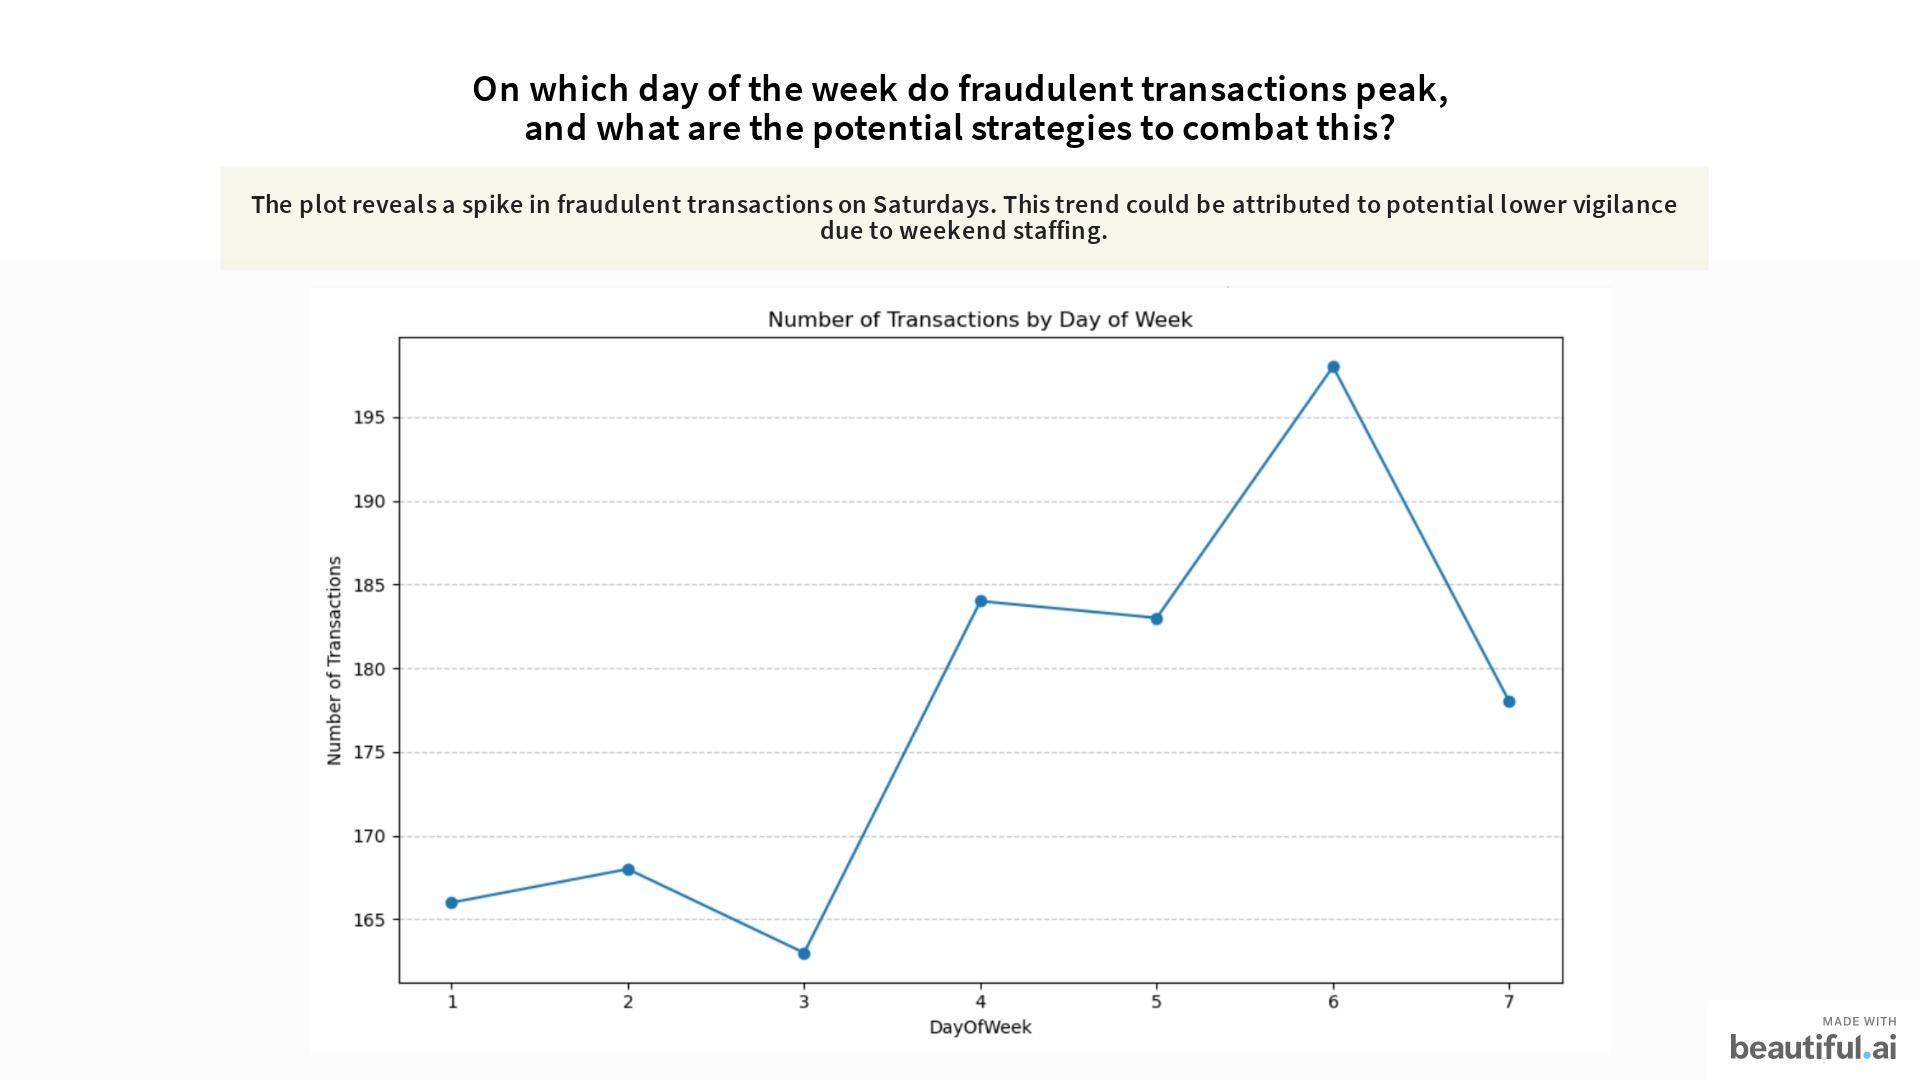 On which day of the week do fraudulent transactions peak,
and what are the potential strategies to combat this?
The plot reveals a spike in fraudulent transactions on Saturdays. This trend could be attributed to potential lower vigilance
due to weekend staffing.
Number of Transactions by Day of Week
Number of Transactions
195
190
185
180
175
170
165
1 2 3 4 5 6 7
DayOfWeek
MADE WITH
beautiful.ai